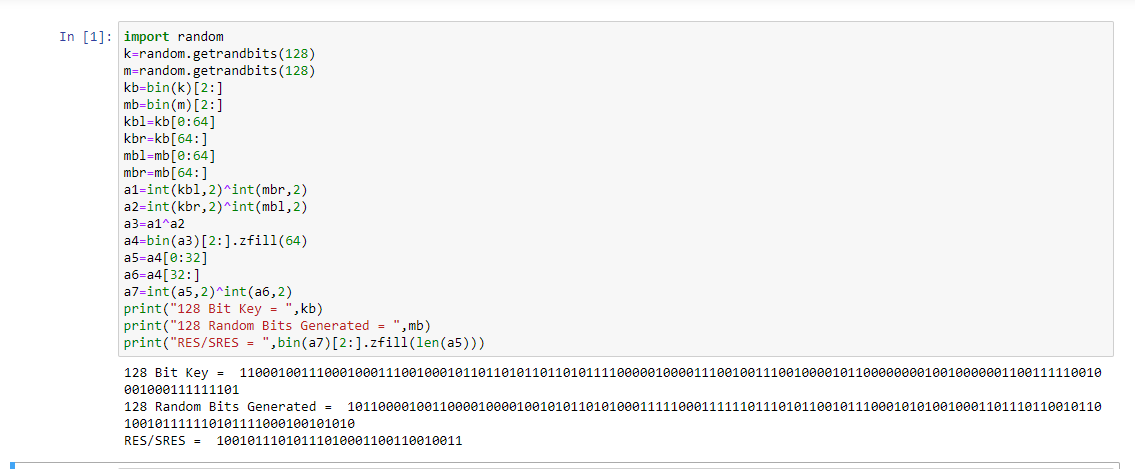 In [1]: import random
k=random.getrandbits(128)
m=random.getrandbits(128)
kb=bin(k)[2:]
mb=bin(m)[2:]
kbl=kb[0:64]
kbr=kb[64:]
mbl=mb[0:64]
mbr=mb[64:]
a1=int(kbl,2)^int(mbr,2)
a2=int(kbr,2)^int(mbl,2)
a3=a1^a2
a4=bin(a3)[2:].zfill(64)
a5=a4[0:32]
a6=a4[32:]
a7=int(a5,2)^int(a6,2)
print("128 Bit Key = ",kb)
print("128 Random Bits Generated = ",mb)
print("RES/SRES = ",bin(a7)[2:].zfill(len(a5)))
128 Bit Key =
001000111111101
128 Random Bits Generated =
1001011111101011111000100101010
RES/SRES = 10010111010111010001100110010011